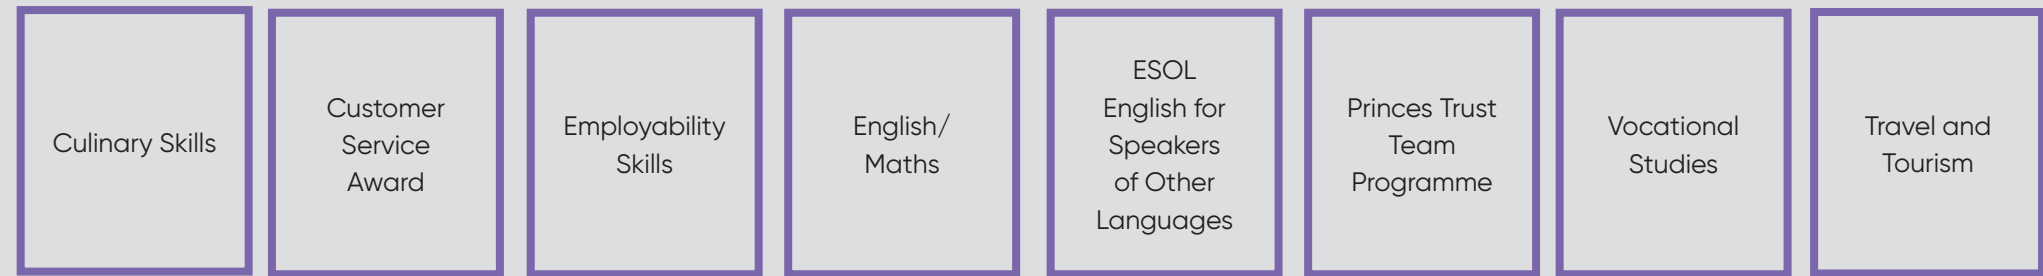 Culinary Skills
Customer
Service
Award
Employability
Skills
English/
Maths
ESOL
English for
Speakers
of Other
Languages
Princes Trust
Team
Programme
Vocational
Studies
Travel and
Tourism